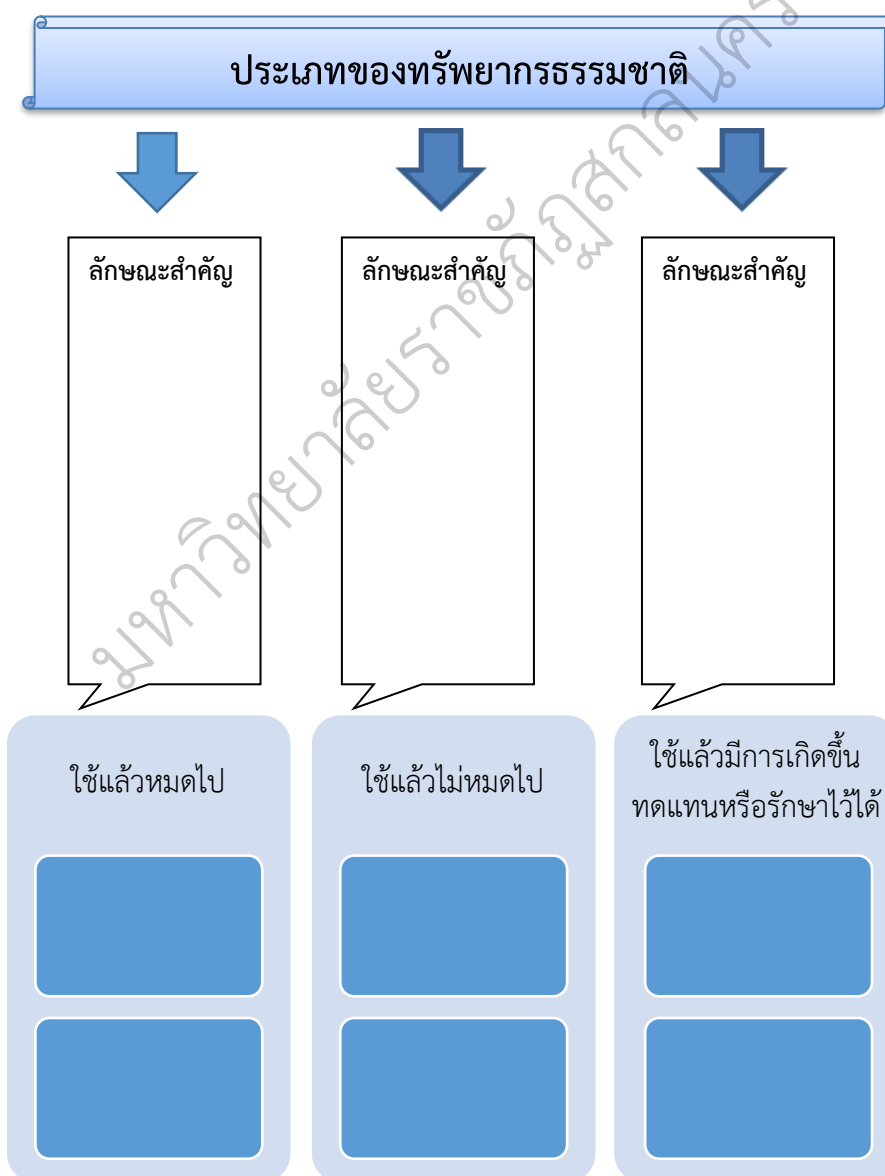 ประเภทของทรัพยากรธรรมชาติ
ลักษณะสำคัญ
ลักษณะสำคัญ
ลักษณะสำคัญ
ใช้แล้วหมดไป
ใช้แล้วไม่หมดไป
ใช้แล้วมีการเกิดขึ้น
ทดแทนหรือรักษาไว้ได้
มหาวิทยาลัยราชภัฏสกลนคร